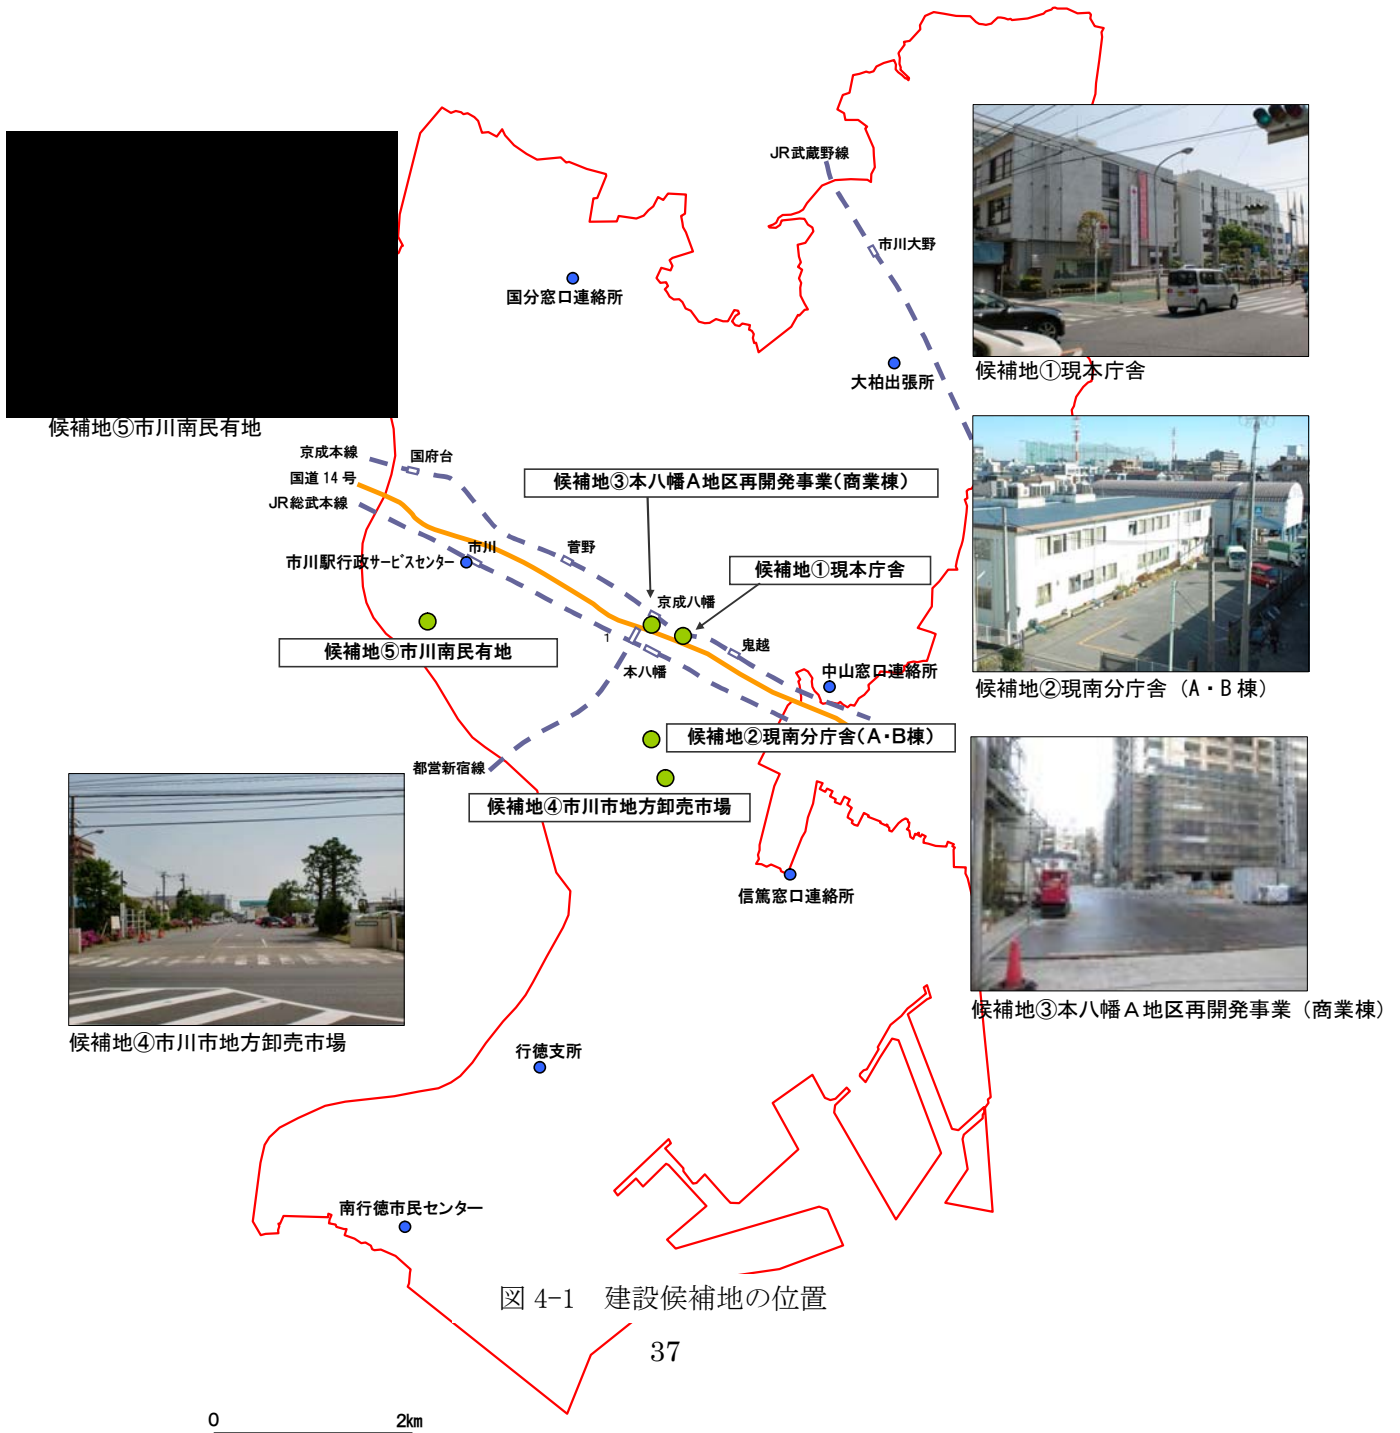 JR武蔵野線
市川大野
国分窓口連絡所
大柏出張所
候補地①現本庁舎
候補地⑤市川南民有地
京成本線
国府台
国道14号
JR総武本線
候補地③本八幡A地区再開発事業(商業棟)
市川
菅野
市川駅行政サービスセンター
候補地①現本庁舎
京成八幡
1
鬼越
候補地⑤市川南民有地
本八幡
中山窓口連絡所
候補地②現南分庁舎（A・B棟）
候補地②現南分庁舎(A・B棟)
都営新宿線
候補地④市川市地方卸売市場
信篤窓口連絡所
候補地③本八幡A地区再開発事業（商業棟）
候補地④市川市地方卸売市場
行徳支所
南行徳市民センター
図 4-1　建設候補地の位置
37
0
2km